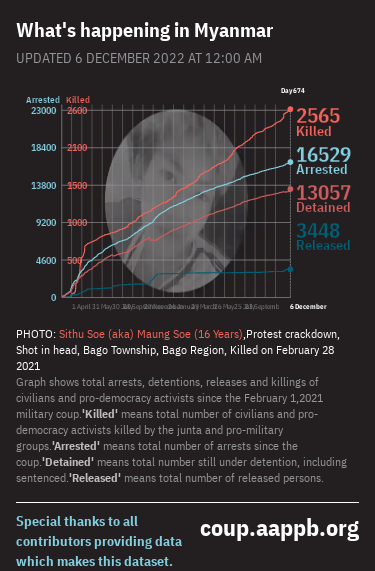 What's happening in Myanmar
UPDATED 6 DECEMBER 2022 AT 12:00 AM
Day674
Arrested Killed
23000 2600
2565
Killed
18400 2100
16529
Arrested
13800 1500
13057
Detained
9200 1000
3448
Released
4600 500
0
1 April 31 May
6 December
PHOTO: Sithu Soe (aka) Maung Soe (16 Years),Protest crackdown,
Shot in head, Bago Township, Bago Region, Killed on February 28
2021
Graph shows total arrests, detentions, releases and killings of
civilians and pro-democracy activists since the February 1,2021
military coup.'Killed' means total number of civilians and pro-
democracy activists killed by the junta and pro-military
groups.'Arrested' means total number of arrests since the
coup.'Detained' means total number still under detention, including
sentenced.'Released' means total number of released persons.
Special thanks to all
contributors providing data
which makes this dataset.
coup.aappb.org